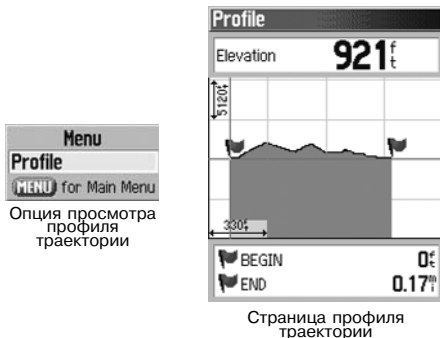 Menu
Profile
MENU for Main Menu
Опция просмотра
профиля
траектории
Profile
Elevation 921ft
5120ft
330ft
BEGIN 0ft
END 0.17mi
Страница профиля
траектории